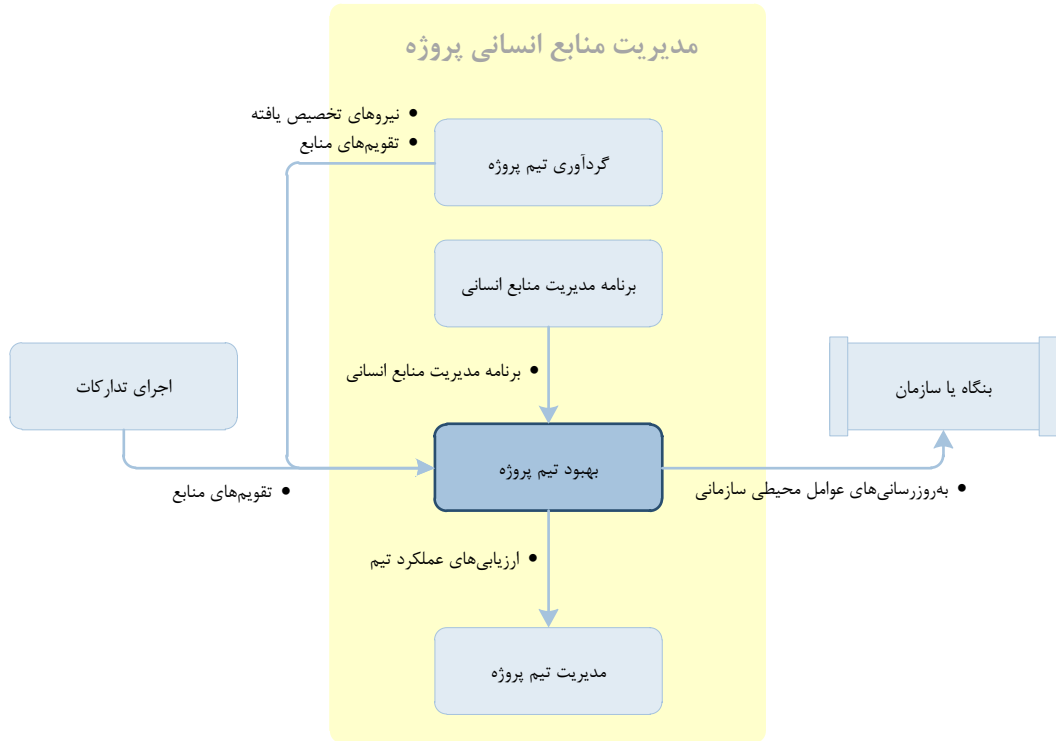 مدیریت منابع انسانی پروژه
• نیروهای تخصیص یافته
• تقویم‌های منابع
گردآوری تیم پروژه
برنامه مدیریت منابع انسانی
• برنامه مدیریت منابع انسانی
بنگاه یا سازمان
اجرای تدارکات
بهبود تیم پروژه
• به‌روزرسانی‌های عوامل محیطی سازمانی
• تقویم‌های منابع
• ارزیابی‌های عملکرد تیم
مدیریت تیم پروژه